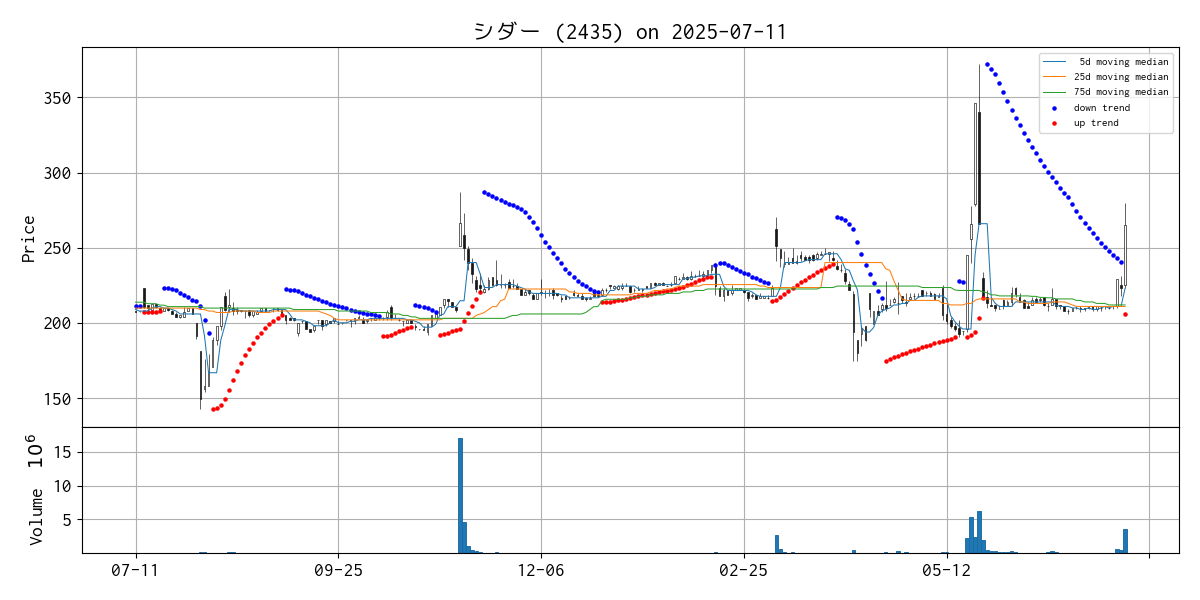 シダー (2435) on 2025-07-11
5d moving median
25d moving median
75d moving median
down trend
up trend
Price
350
300
250
200
150
Volume 10⁶
15
10
5
07-11 09-25 12-06 02-25 05-12